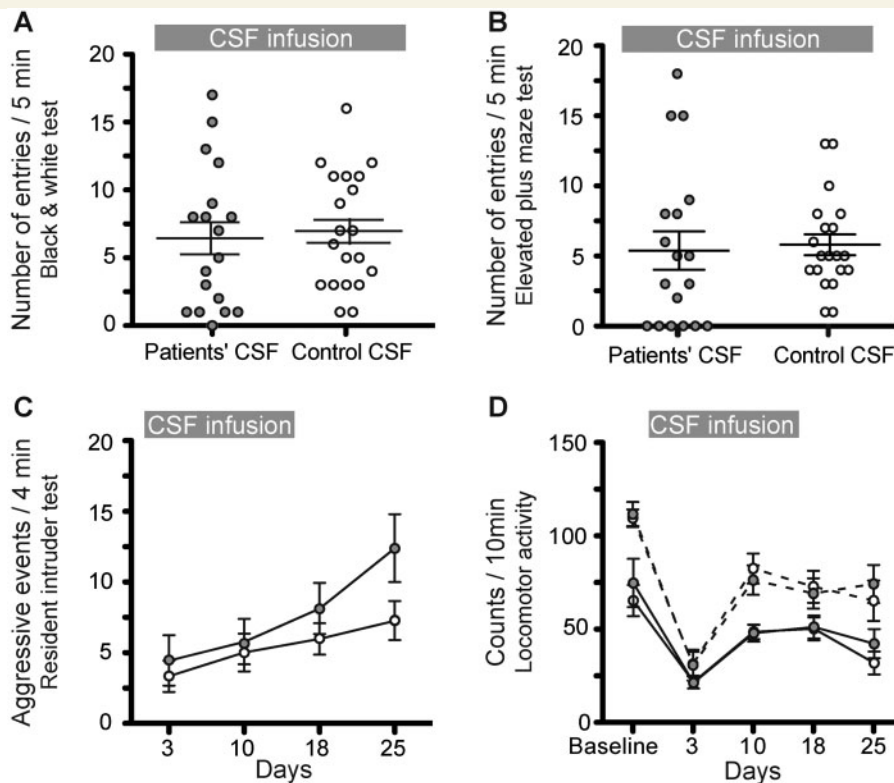 A
CSF infusion
Number of entries / 5 min
Black & white test
20
15
10
5
0
Patients' CSF
Control CSF
B
CSF infusion
Number of entries / 5 min
Elevated plus maze test
20
15
10
5
0
Patients' CSF
Control CSF
C
CSF infusion
Aggressive events / 4 min
Resident intruder test
20
15
10
5
0
3
10
18
25
Days
D
CSF infusion
Counts / 10min
Locomotor activity
150
100
50
0
Baseline
3
10
18
25
Days